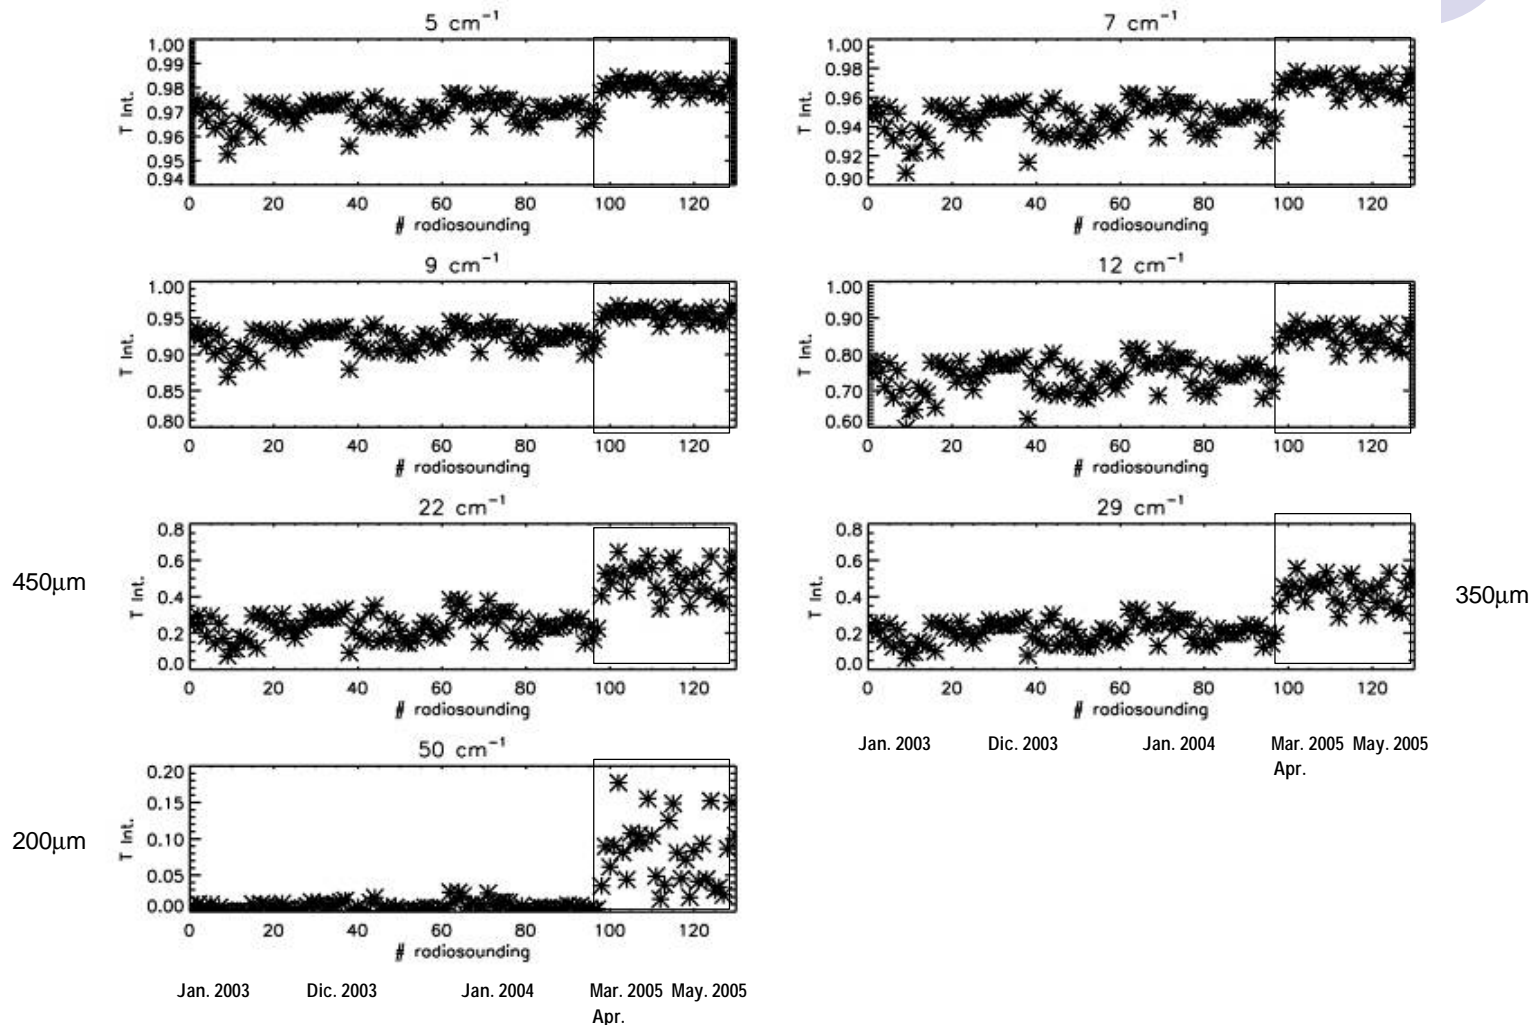 5 cm⁻¹
1.00
0.99
0.98
0.97
0.96
0.95
0.94
T Int.
0 20 40 60 80 100 120
# radiosounding
7 cm⁻¹
1.00
0.98
0.96
0.94
0.92
0.90
T Int.
0 20 40 60 80 100 120
# radiosounding
9 cm⁻¹
1.00
0.95
0.90
0.85
0.80
T Int.
0 20 40 60 80 100 120
# radiosounding
12 cm⁻¹
1.00
0.90
0.80
0.70
0.60
T Int.
0 20 40 60 80 100 120
# radiosounding
450μm
22 cm⁻¹
0.8
0.6
0.4
0.2
0.0
T Int.
0 20 40 60 80 100 120
# radiosounding
29 cm⁻¹
0.8
0.6
0.4
0.2
0.0
T Int.
0 20 40 60 80 100 120
# radiosounding
350μm
Jan. 2003 Dic. 2003 Jan. 2004 Mar. 2005 May. 2005
Apr.
200μm
50 cm⁻¹
0.20
0.15
0.10
0.05
0.00
T Int.
0 20 40 60 80 100 120
# radiosounding
Jan. 2003 Dic. 2003 Jan. 2004 Mar. 2005 May. 2005
Apr.